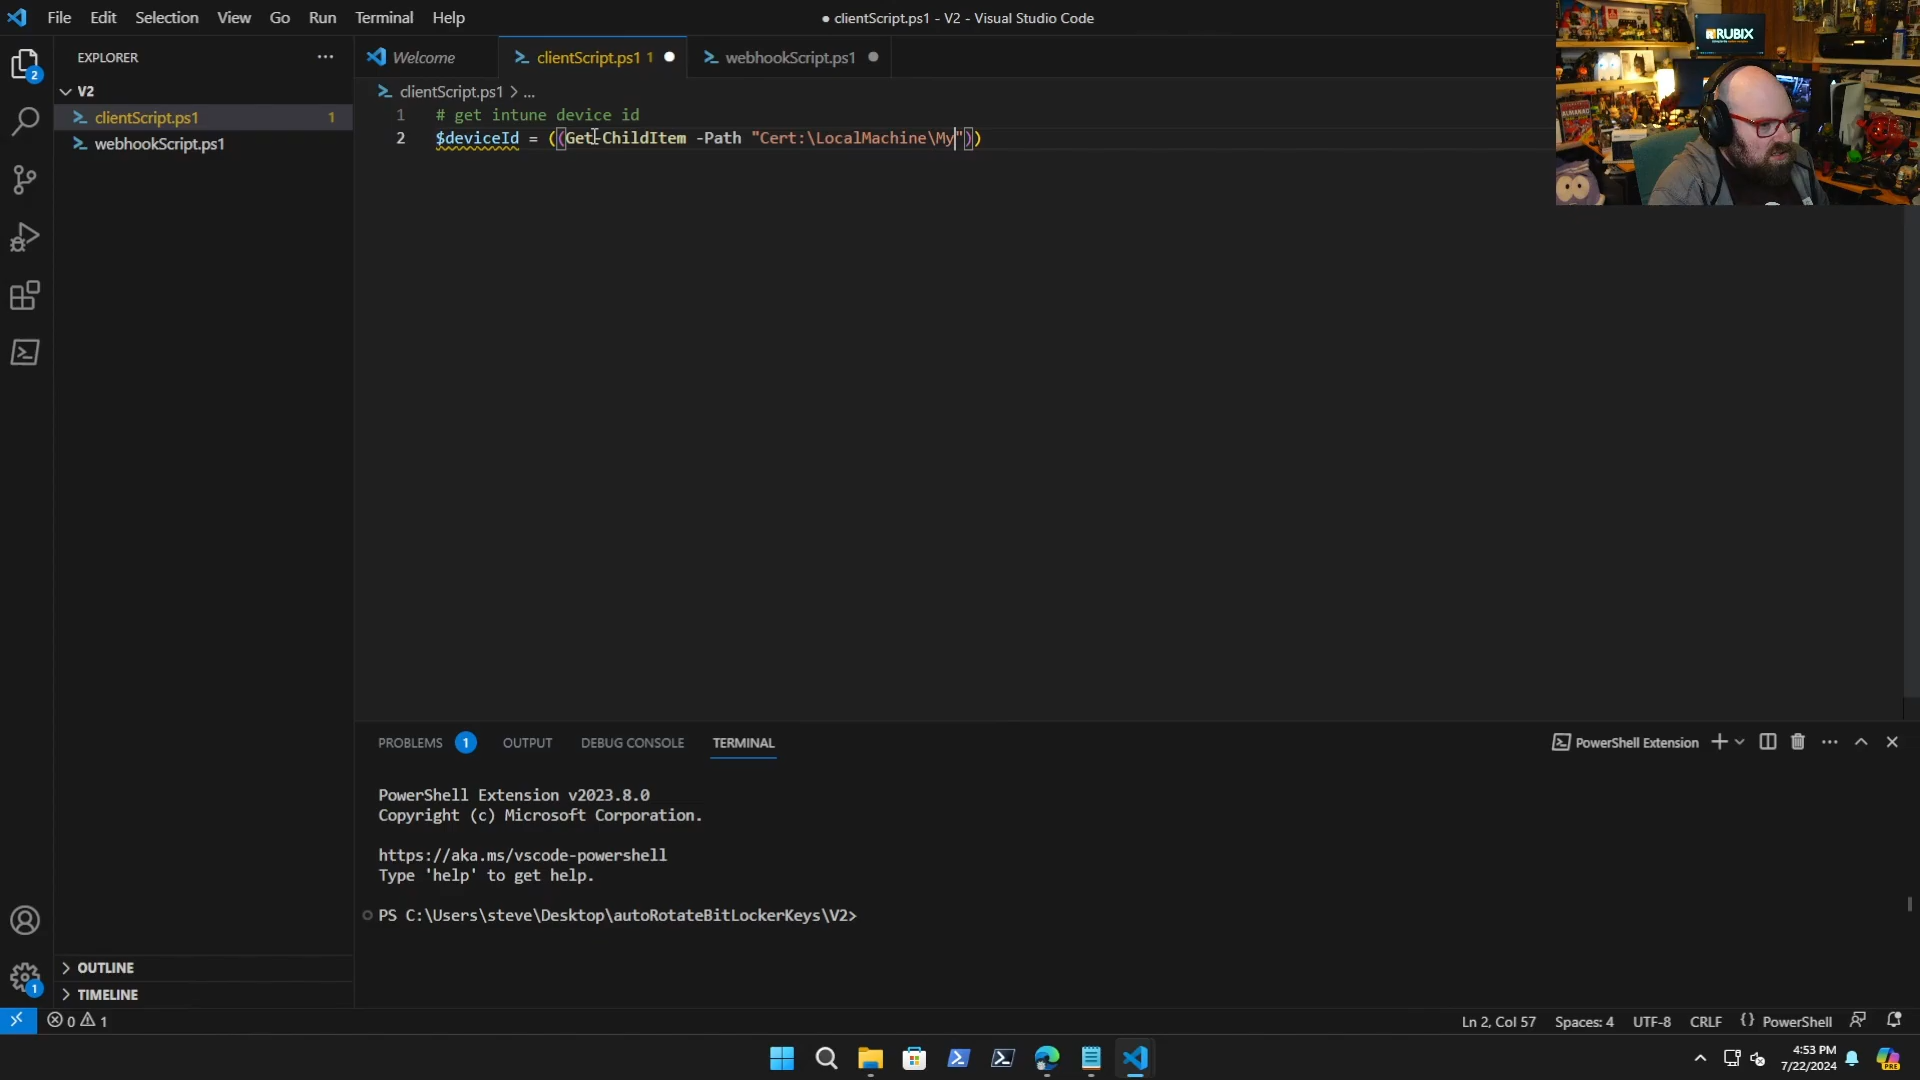 File Edit Selection View Go Run Terminal Help
● clientScript.ps1 - V2 - Visual Studio Code
RUBIX
EXPLORER
Welcome
clientScript.ps1 1
webhookScript.ps1
V2
clientScript.ps1 1
webhookScript.ps1
clientScript.ps1 > ...
1 # get intune device id
2 $deviceId = ((Get-ChildItem -Path "Cert:\LocalMachine\My"))
PROBLEMS 1 OUTPUT DEBUG CONSOLE TERMINAL
PowerShell Extension
PowerShell Extension v2023.8.0
Copyright (c) Microsoft Corporation.
https://aka.ms/vscode-powershell
Type 'help' to get help.
PS C:\Users\steve\Desktop\autoRotateBitLockerKeys\V2>
OUTLINE
TIMELINE
0 1
Ln 2, Col 57 Spaces: 4 UTF-8 CRLF {} PowerShell
4:53 PM
7/22/2024